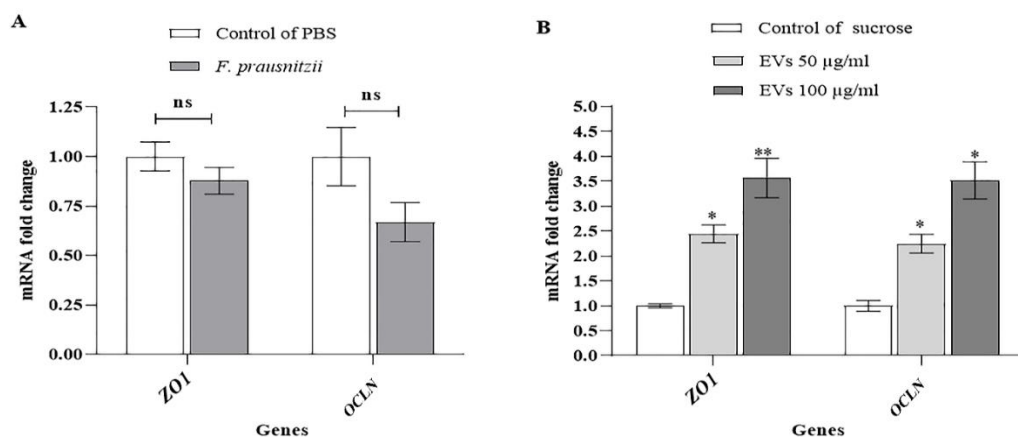 A
Control of PBS
F. prausnitzii
ns
ns
1.25
1.00
0.75
0.50
0.25
0.00
mRNA fold change
ZO1
OCLN
Genes
B
Control of sucrose
EVs 50 µg/ml
EVs 100 µg/ml
5.0
4.5
4.0
3.5
3.0
2.5
2.0
1.5
1.0
0.5
0.0
mRNA fold change
*
**
*
*
ZO1
OCLN
Genes